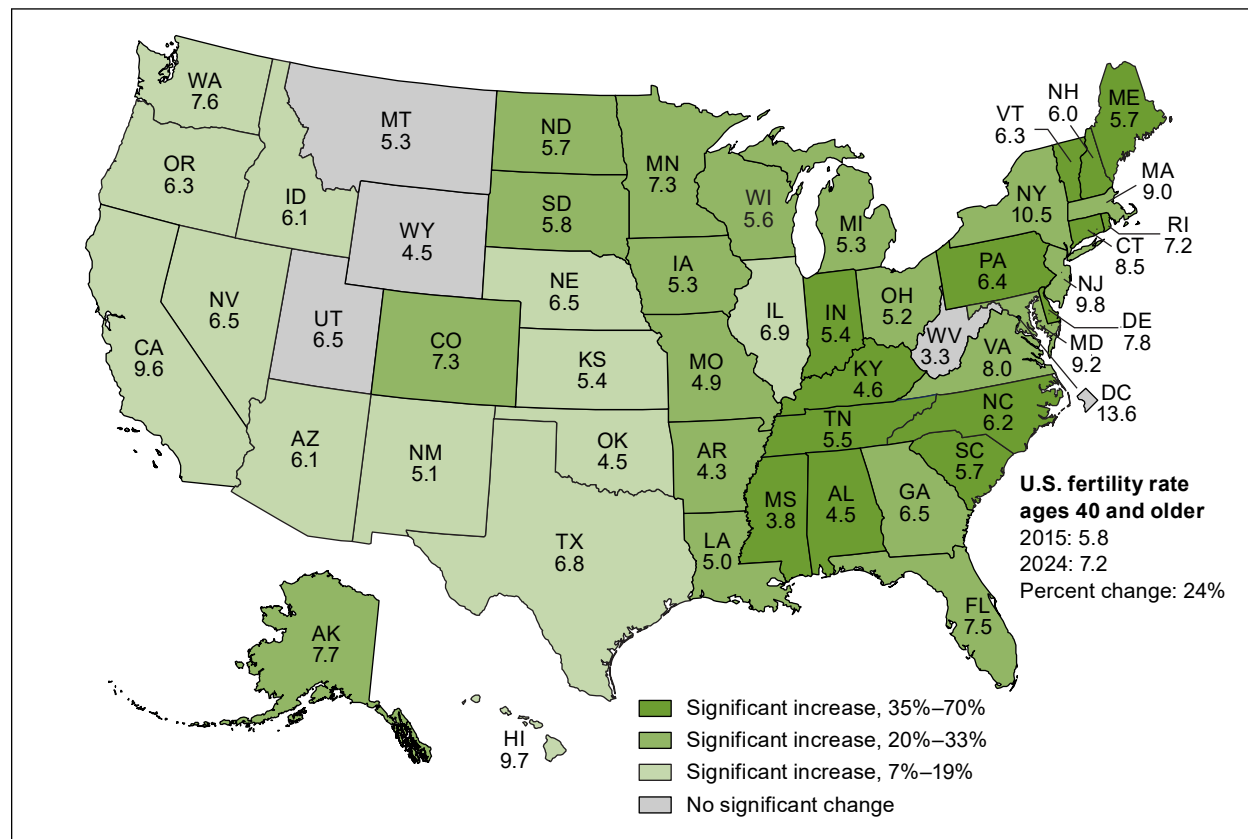 WA
7.6
OR
6.3
CA
9.6
NV
6.5
ID
6.1
MT
5.3
WY
4.5
UT
6.5
AZ
6.1
CO
7.3
NM
5.1
ND
5.7
SD
5.8
NE
6.5
KS
5.4
OK
4.5
TX
6.8
MN
7.3
IA
5.3
MO
4.9
AR
4.3
LA
5.0
WI
5.6
IL
6.9
MI
5.3
IN
5.4
OH
5.2
KY
4.6
TN
5.5
MS
3.8
AL
4.5
GA
6.5
FL
7.5
SC
5.7
NC
6.2
VA
8.0
WV
3.3
PA
6.4
NY
10.5
VT
6.3
NH
6.0
ME
5.7
MA
9.0
RI
7.2
CT
8.5
NJ
9.8
DE
7.8
MD
9.2
DC
13.6
AK
7.7
HI
9.7
U.S. fertility rate
ages 40 and older
2015: 5.8
2024: 7.2
Percent change: 24%
Significant increase, 35%–70%
Significant increase, 20%–33%
Significant increase, 7%–19%
No significant change